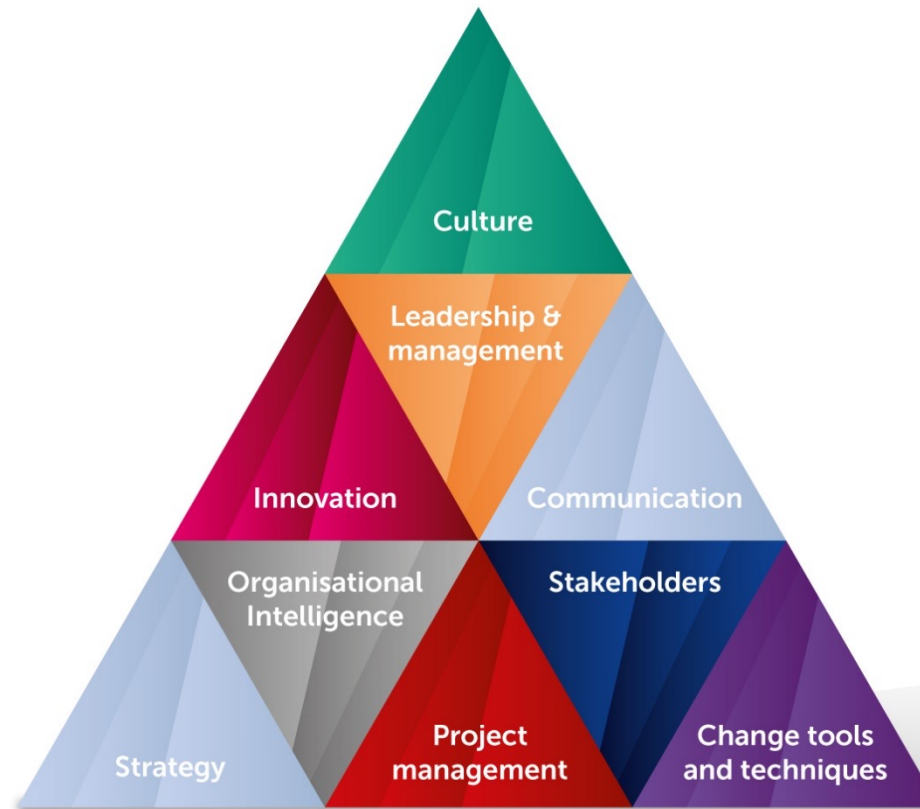 Culture
Leadership &
management
Innovation
Communication
Organisational
Intelligence
Stakeholders
Strategy
Project
management
Change tools
and techniques